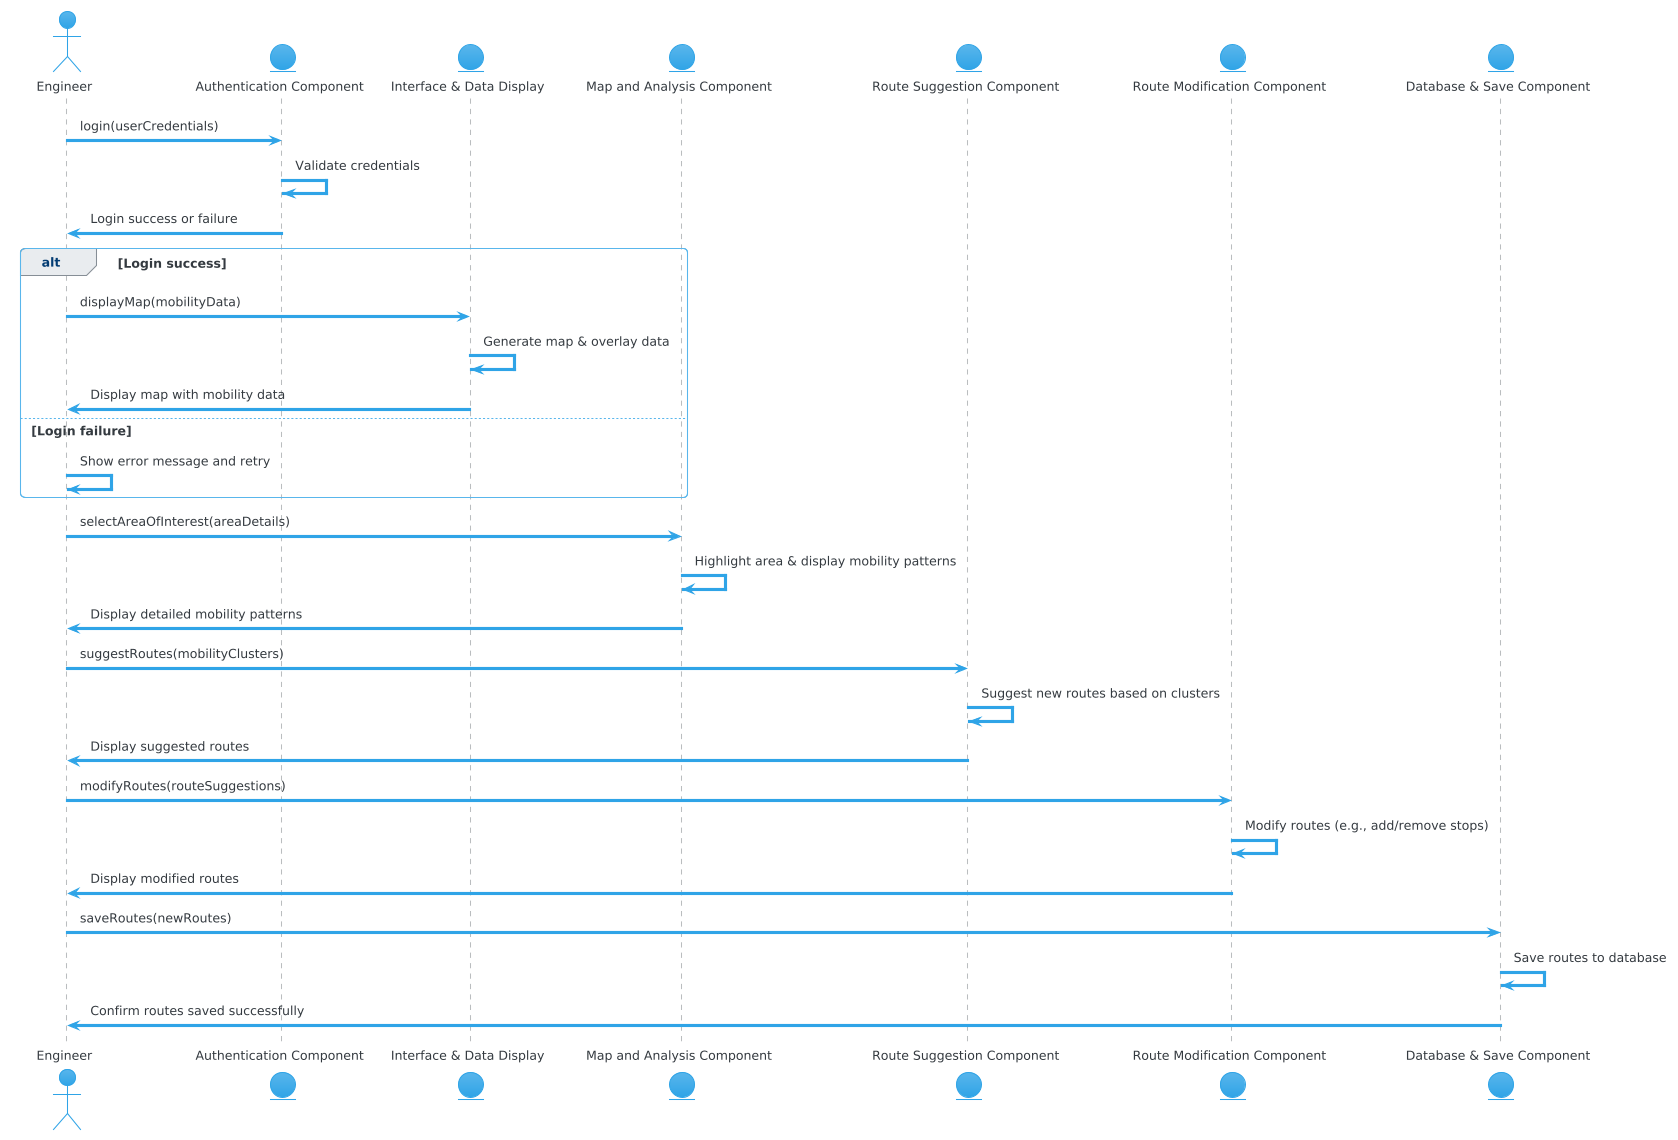 Engineer
Authentication Component
Interface & Data Display
Map and Analysis Component
Route Suggestion Component
Route Modification Component
Database & Save Component
login(userCredentials)
Validate credentials
Login success or failure
alt
[Login success]
displayMap(mobilityData)
Generate map & overlay data
Display map with mobility data
[Login failure]
Show error message and retry
selectAreaOfInterest(areaDetails)
Highlight area & display mobility patterns
Display detailed mobility patterns
suggestRoutes(mobilityClusters)
Suggest new routes based on clusters
Display suggested routes
modifyRoutes(routeSuggestions)
Modify routes (e.g., add/remove stops)
Display modified routes
saveRoutes(newRoutes)
Save routes to database
Confirm routes saved successfully
Engineer
Authentication Component
Interface & Data Display
Map and Analysis Component
Route Suggestion Component
Route Modification Component
Database & Save Component